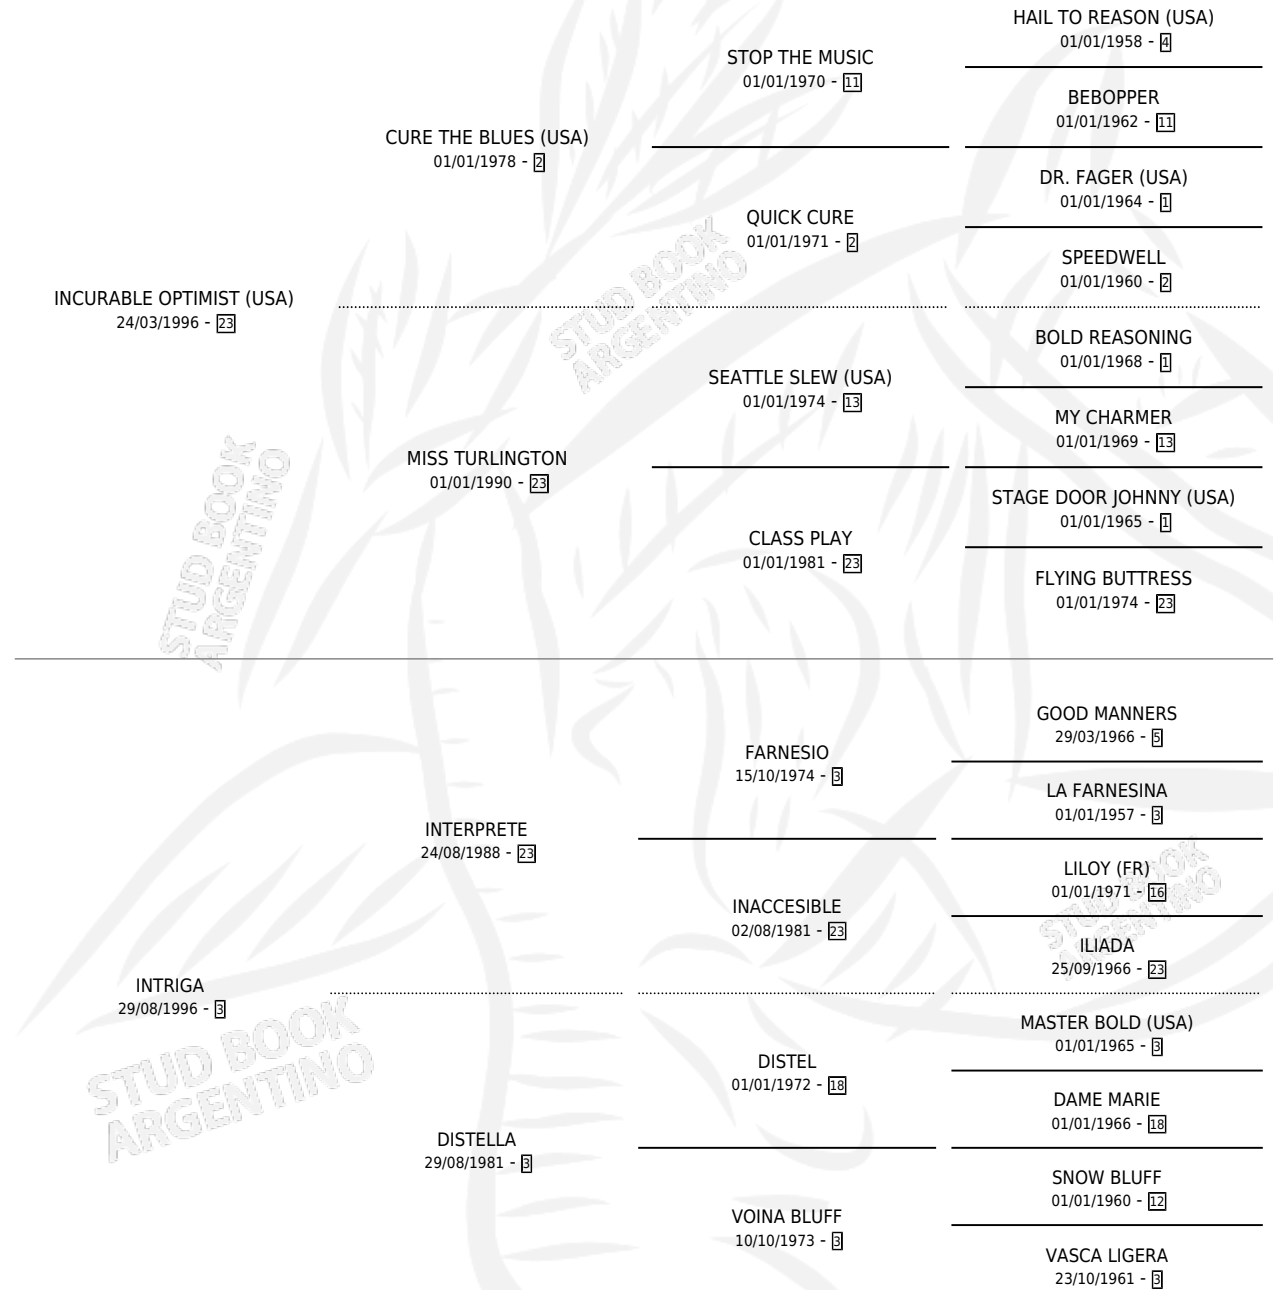 HAIL TO REASON (USA)
01/01/1958 - 4
STOP THE MUSIC
01/01/1970 - 11
BEBOPPER
01/01/1962 - 11
CURE THE BLUES (USA)
01/01/1978 - 2
DR. FAGER (USA)
01/01/1964 - 1
QUICK CURE
01/01/1971 - 2
SPEEDWELL
01/01/1960 - 2
INCURABLE OPTIMIST (USA)
24/03/1996 - 23
BOLD REASONING
01/01/1968 - 1
SEATTLE SLEW (USA)
01/01/1974 - 13
MY CHARMER
01/01/1969 - 13
MISS TURLINGTON
01/01/1990 - 23
STAGE DOOR JOHNNY (USA)
01/01/1965 - 1
CLASS PLAY
01/01/1981 - 23
FLYING BUTTRESS
01/01/1974 - 23
GOOD MANNERS
29/03/1966 - 5
FARNESIO
15/10/1974 - 3
LA FARNESINA
01/01/1957 - 3
INTERPRETE
24/08/1988 - 23
LILOY (FR)
01/01/1971 - 16
INACCESIBLE
02/08/1981 - 23
ILIADA
25/09/1966 - 23
INTRIGA
29/08/1996 - 3
MASTER BOLD (USA)
01/01/1965 - 3
DISTEL
01/01/1972 - 18
DAME MARIE
01/01/1966 - 18
DISTELLA
29/08/1981 - 3
SNOW BLUFF
01/01/1960 - 12
VOINA BLUFF
10/10/1973 - 3
VASCA LIGERA
23/10/1961 - 3
STUD BOOK
ARGENTINO
STUD BOOK
ARGENTINO
STUD BOOK
ARGENTINO
STUD BOOK
ARGENTINO